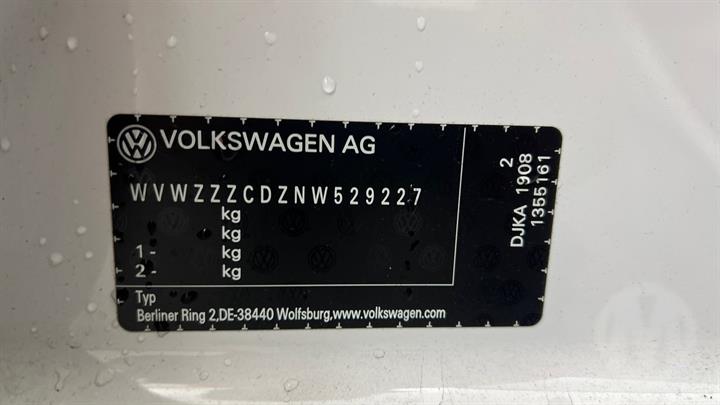 VOLKSWAGEN AG
WVWZZZCDZNW529227
kg
kg
1 - kg
2 - kg
Typ
Berliner Ring 2,DE-38440 Wolfsburg,www.volkswagen.com
2
DJKA 1908
1355161